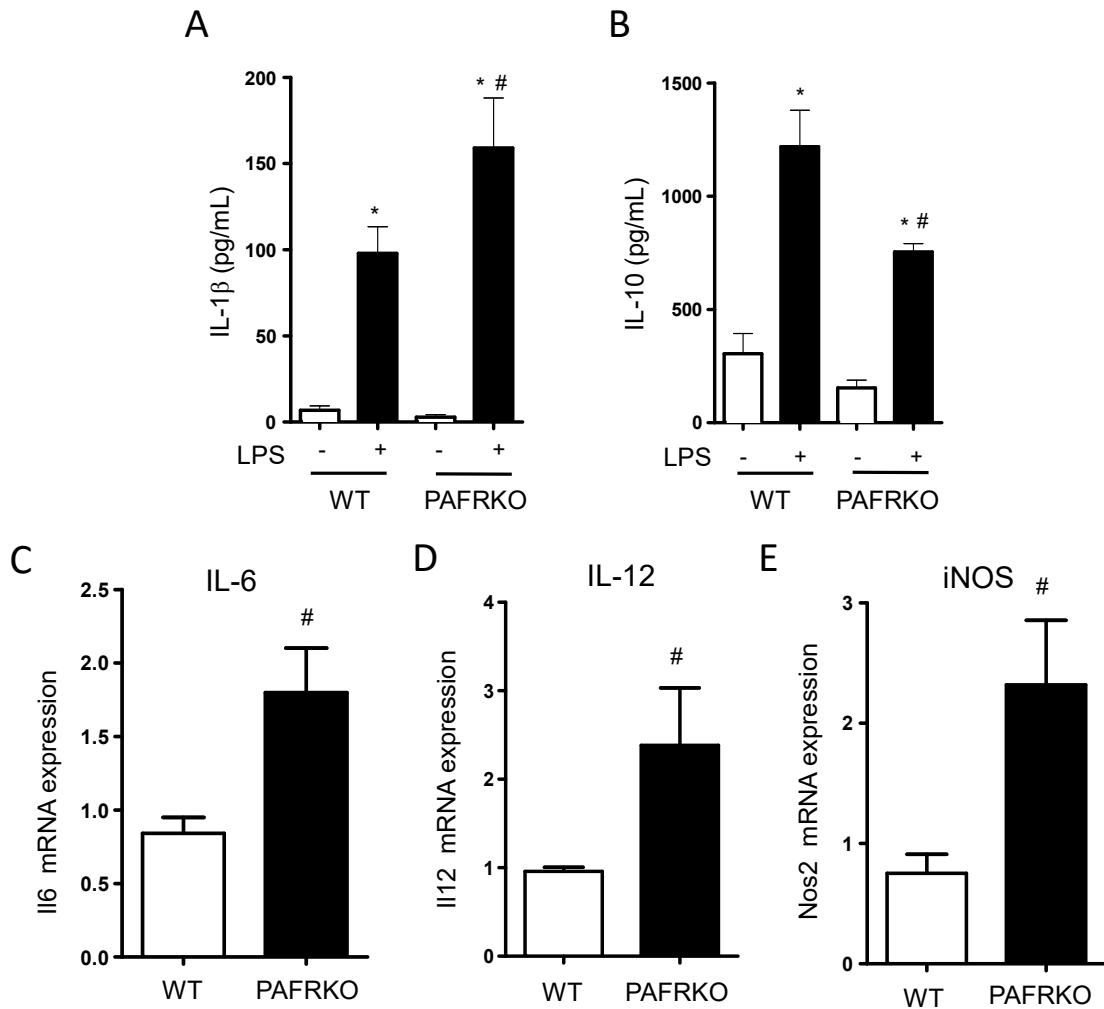 A
IL-1β (pg/mL)
200
150
100
50
0
*
* #
LPS - + - +
WT PAFRKO
B
IL-10 (pg/mL)
1500
1000
500
0
*
* #
LPS - + - +
WT PAFRKO
C
IL-6
Il6 mRNA expression
2.5
2.0
1.5
1.0
0.5
0.0
#
WT PAFRKO
D
IL-12
Il12 mRNA expression
4
3
2
1
0
#
WT PAFRKO
E
iNOS
Nos2 mRNA expression
3
2
1
0
#
WT PAFRKO